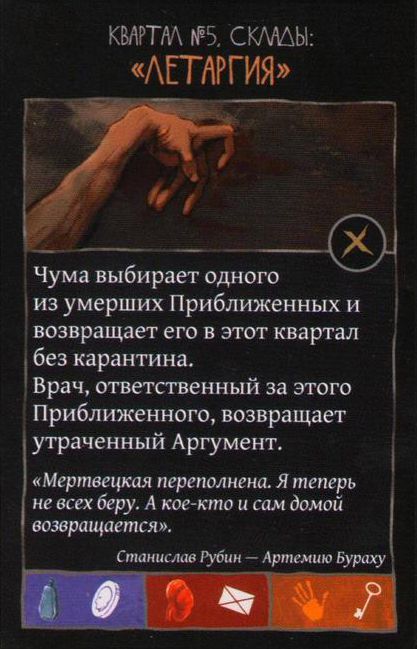 КВАРТАЛ №5, СКЛАДЫ:
«ЛЕТАРГИЯ»
Чума выбирает одного
из умерших Приближенных и
возвращает его в этот квартал
без карантина.
Врач, ответственный за этого
Приближенного, возвращает
утраченный Аргумент.
«Мертвецкая переполнена. Я теперь
не всех беру. А кое-кто и сам домой
возвращается».
Станислав Рубин — Артемию Бураху